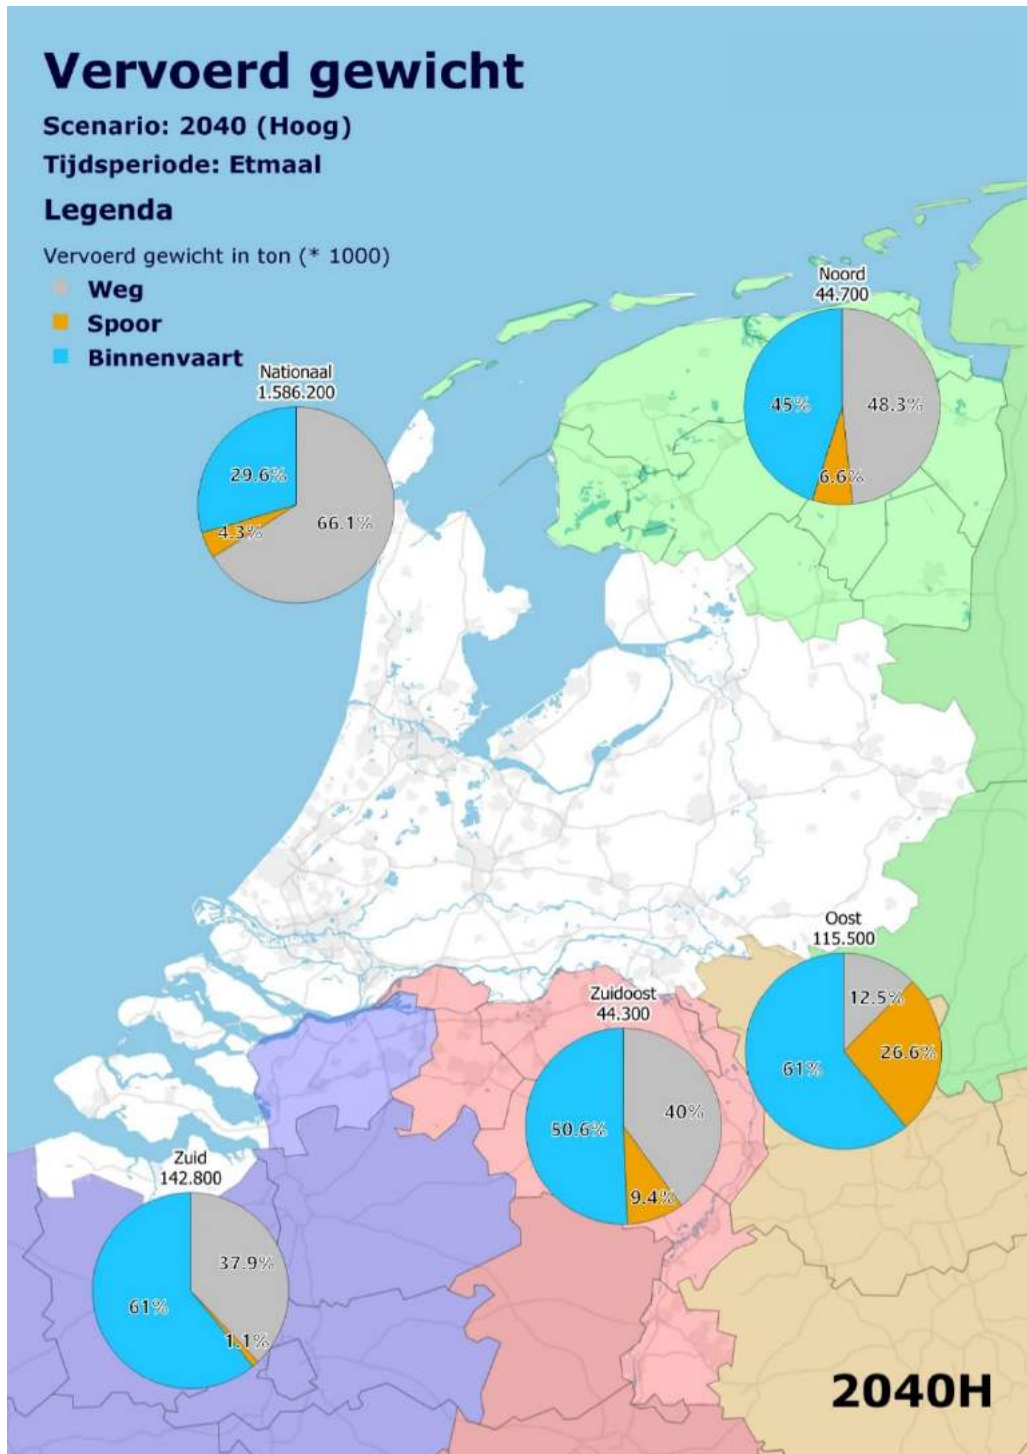 Vervoerd gewicht
Scenario: 2040 (Hoog)
Tijdsperiode: Etmaal
Legenda
Vervoerd gewicht in ton (* 1000)
Weg
Spoor
Binnenvaart
Noord
44.700
45%
48.3%
6.6%
Nationaal
1.586.200
29.6%
4.3%
66.1%
Oost
115.500
12.5%
26.6%
61%
Zuidoost
44.300
50.6%
40%
9.4%
Zuid
142.800
37.9%
61%
1.1%
2040H